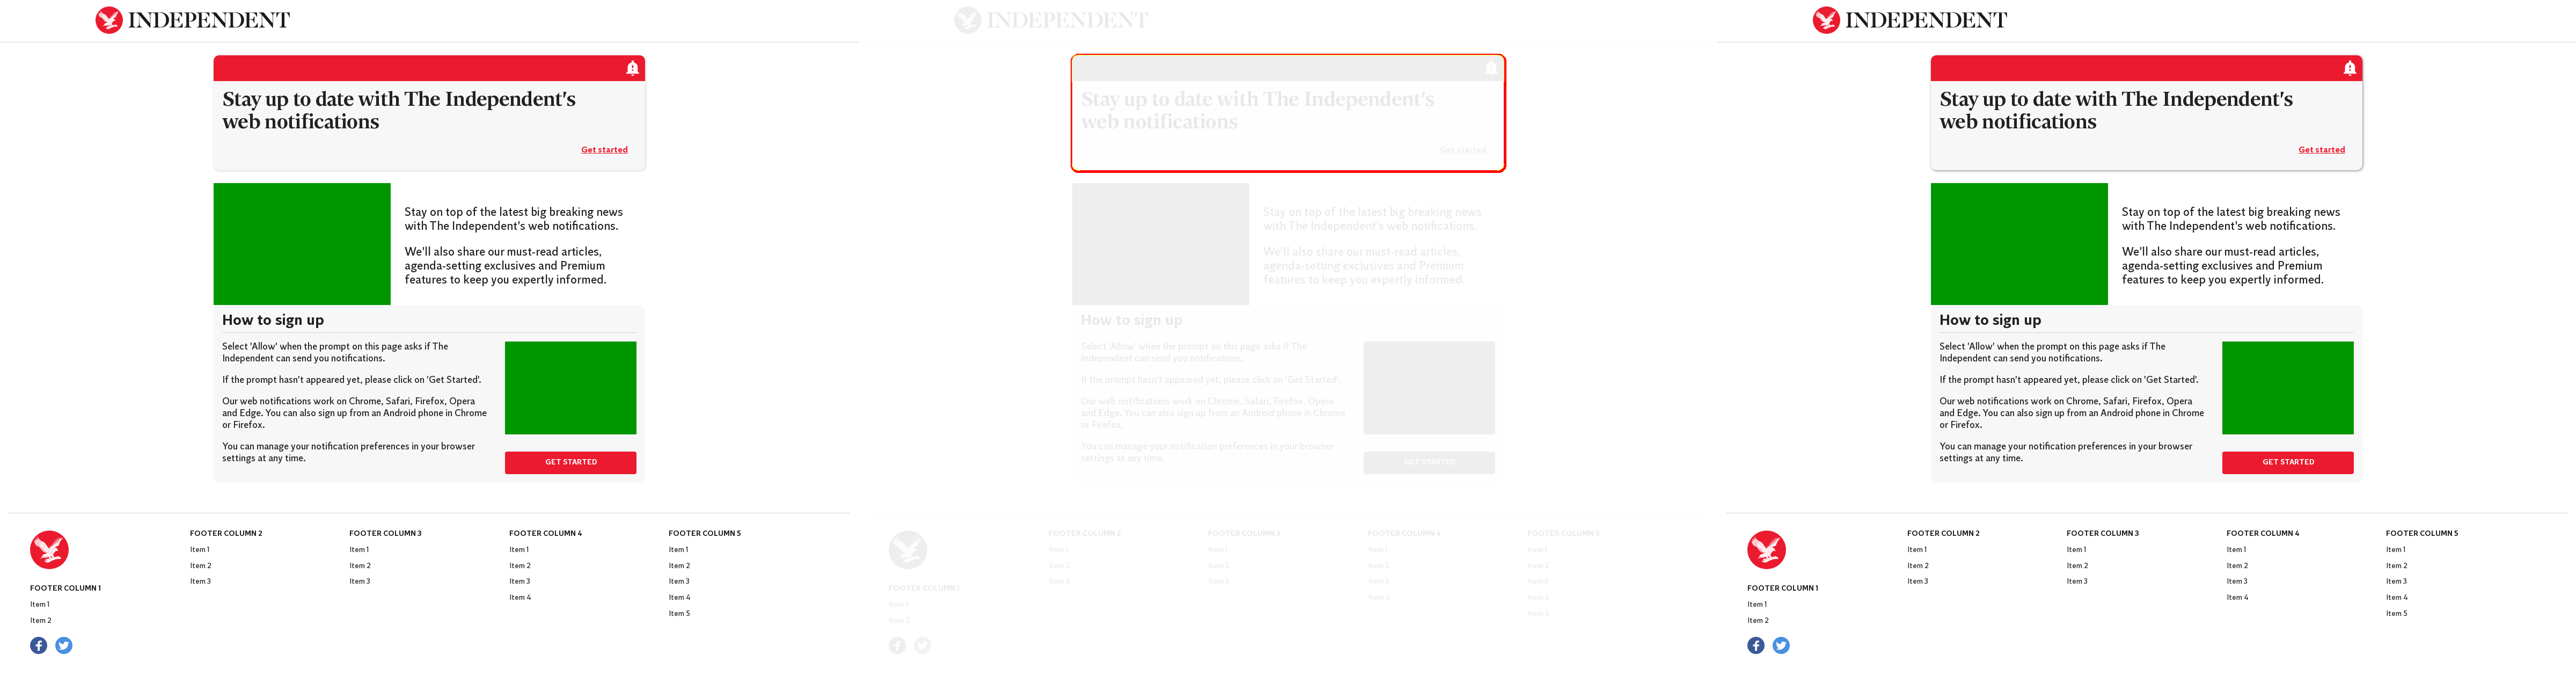 INDEPENDENT
Stay up to date with The Independent's
web notifications
Get started
Stay on top of the latest big breaking news
with The Independent's web notifications.
We'll also share our must-read articles,
agenda-setting exclusives and Premium
features to keep you expertly informed.
How to sign up
Select 'Allow' when the prompt on this page asks if The
Independent can send you notifications.
If the prompt hasn't appeared yet, please click on 'Get Started'.
Our web notifications work on Chrome, Safari, Firefox, Opera
and Edge. You can also sign up from an Android phone in Chrome
or Firefox.
You can manage your notification preferences in your browser
settings at any time.
GET STARTED
FOOTER COLUMN 1
Item 1
Item 2
FOOTER COLUMN 2
Item 1
Item 2
Item 3
FOOTER COLUMN 3
Item 1
Item 2
Item 3
FOOTER COLUMN 4
Item 1
Item 2
Item 3
Item 4
FOOTER COLUMN 5
Item 1
Item 2
Item 3
Item 4
Item 5
INDEPENDENT
Stay up to date with The Independent's
web notifications
Get started
Stay on top of the latest big breaking news
with The Independent's web notifications.
We'll also share our must-read articles,
agenda-setting exclusives and Premium
features to keep you expertly informed.
How to sign up
Select 'Allow' when the prompt on this page asks if The
Independent can send you notifications.
If the prompt hasn't appeared yet, please click on 'Get Started'.
Our web notifications work on Chrome, Safari, Firefox, Opera
and Edge. You can also sign up from an Android phone in Chrome
or Firefox.
You can manage your notification preferences in your browser
settings at any time.
GET STARTED
FOOTER COLUMN 1
Item 1
Item 2
FOOTER COLUMN 2
Item 1
Item 2
Item 3
FOOTER COLUMN 3
Item 1
Item 2
Item 3
FOOTER COLUMN 4
Item 1
Item 2
Item 3
Item 4
FOOTER COLUMN 5
Item 1
Item 2
Item 3
Item 4
Item 5
INDEPENDENT
Stay up to date with The Independent's
web notifications
Get started
Stay on top of the latest big breaking news
with The Independent's web notifications.
We'll also share our must-read articles,
agenda-setting exclusives and Premium
features to keep you expertly informed.
How to sign up
Select 'Allow' when the prompt on this page asks if The
Independent can send you notifications.
If the prompt hasn't appeared yet, please click on 'Get Started'.
Our web notifications work on Chrome, Safari, Firefox, Opera
and Edge. You can also sign up from an Android phone in Chrome
or Firefox.
You can manage your notification preferences in your browser
settings at any time.
GET STARTED
FOOTER COLUMN 1
Item 1
Item 2
FOOTER COLUMN 2
Item 1
Item 2
Item 3
FOOTER COLUMN 3
Item 1
Item 2
Item 3
FOOTER COLUMN 4
Item 1
Item 2
Item 3
Item 4
FOOTER COLUMN 5
Item 1
Item 2
Item 3
Item 4
Item 5